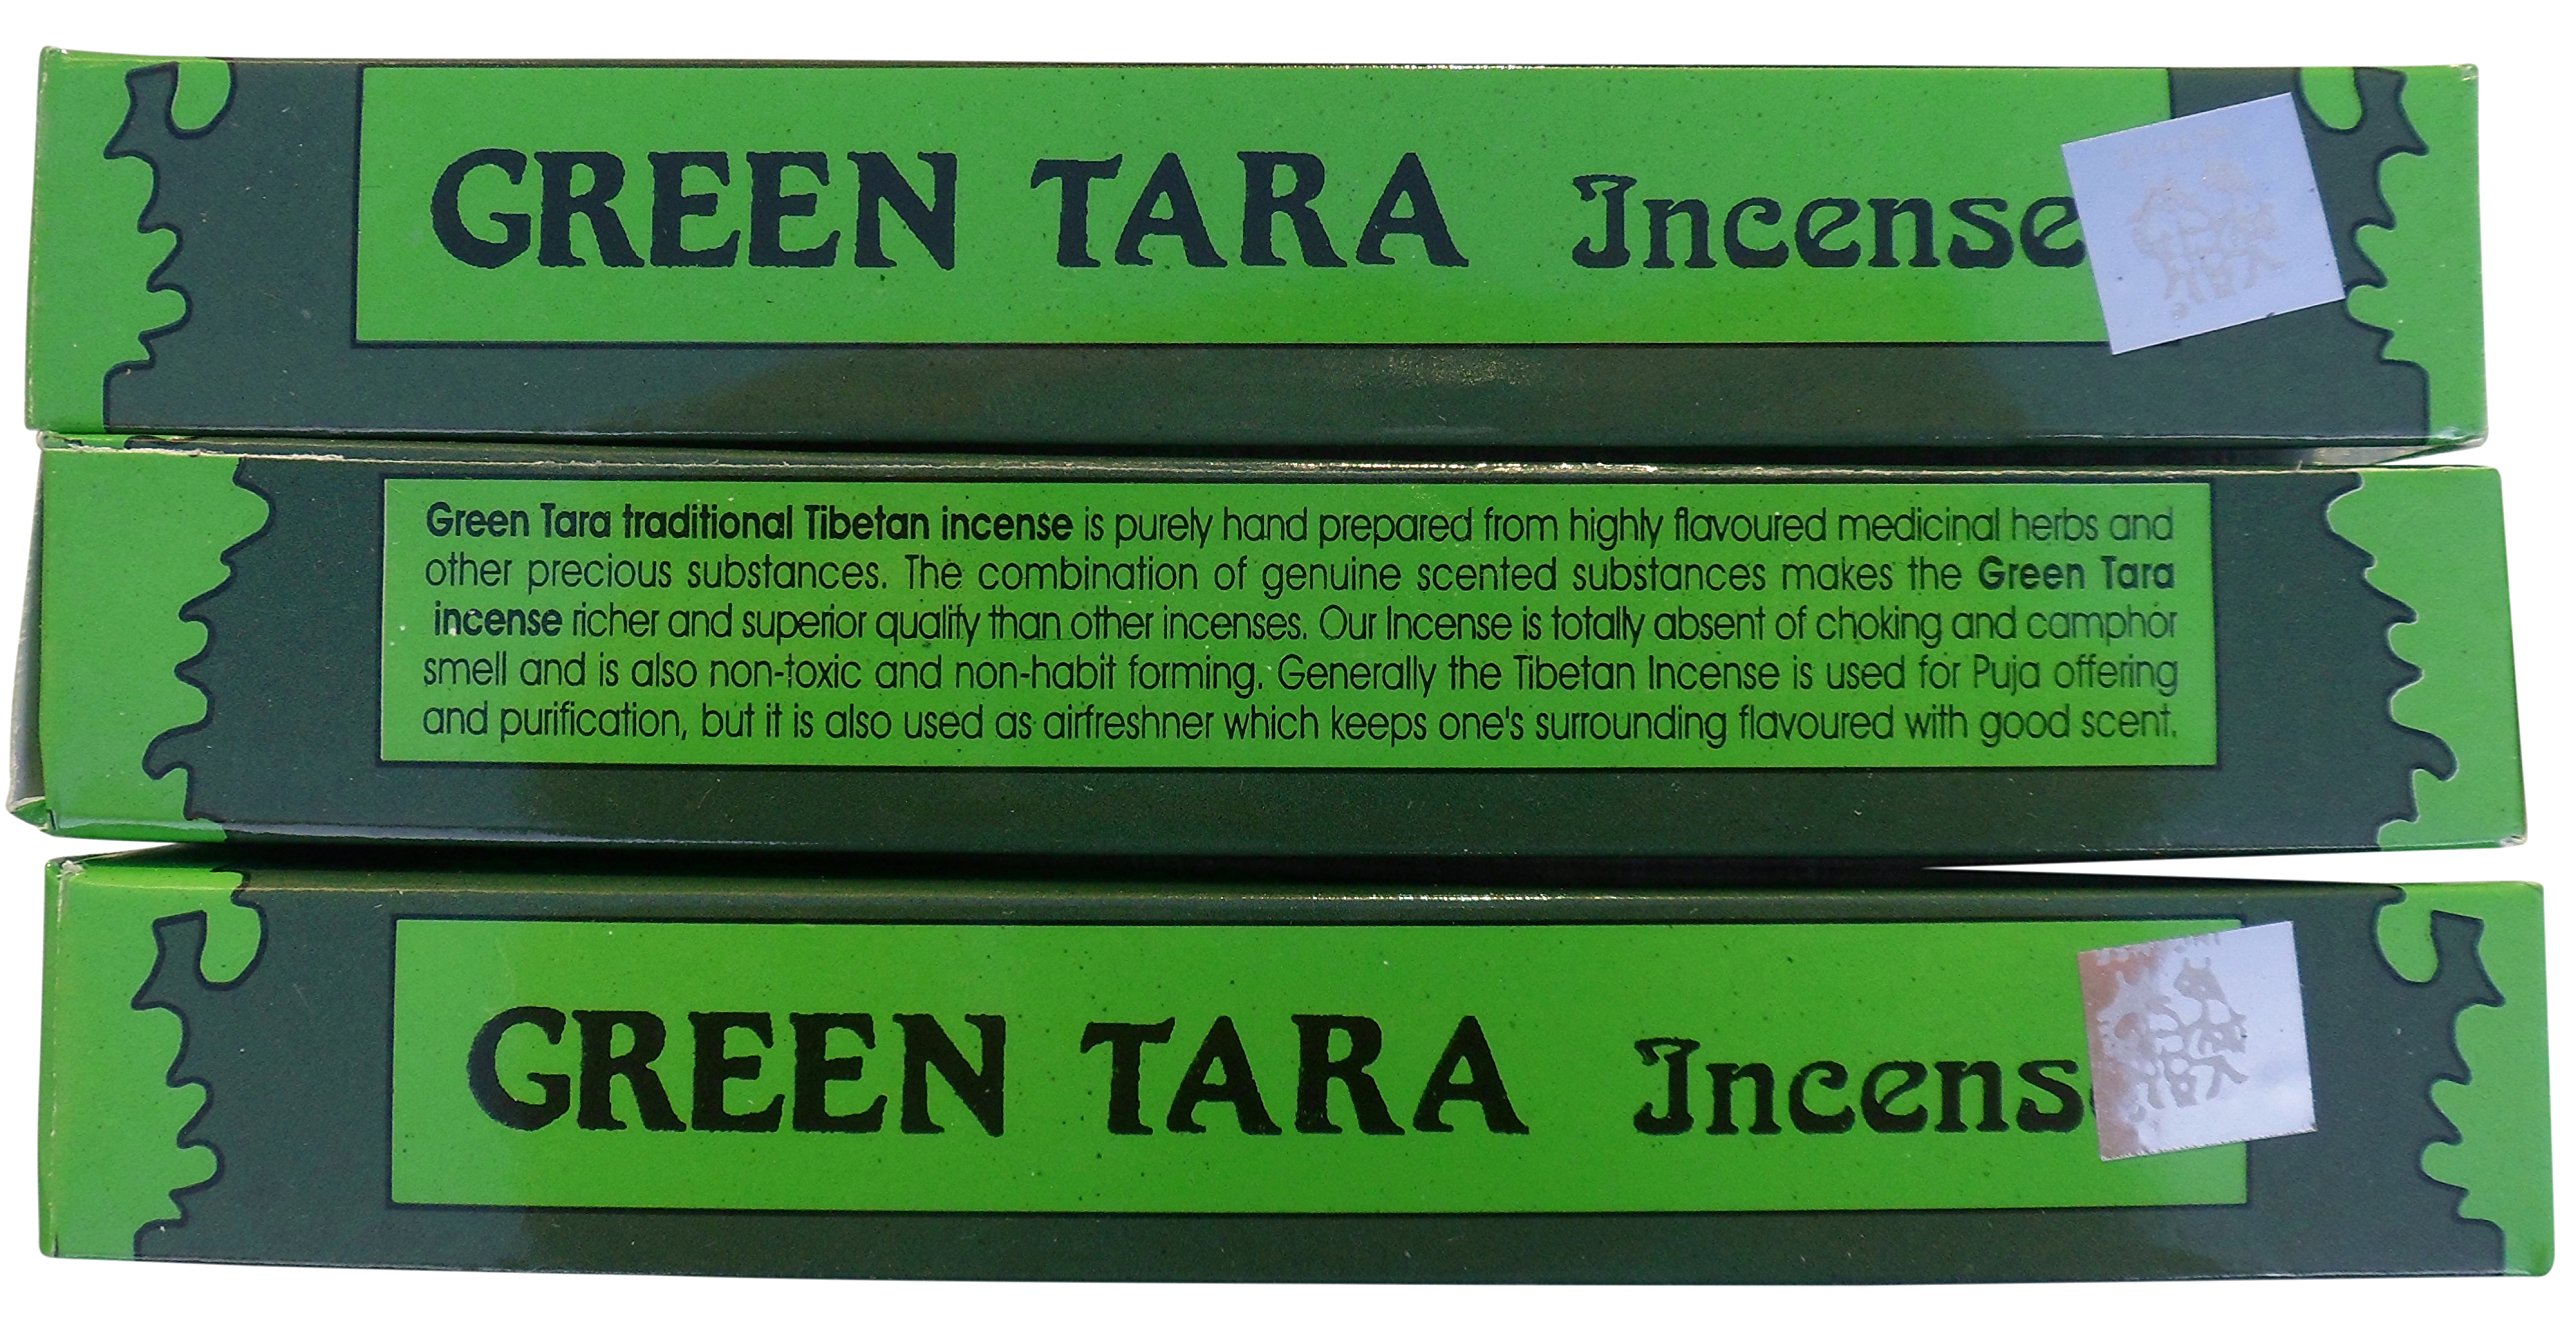 GREEN TARA Incense
Green Tara traditional Tibetan incense is purely hand prepared from highly flavoured medicinal herbs and
other precious substances. The combination of genuine scented substances makes the Green Tara
incense richer and superior quality than other incenses. Our Incense is totally absent of choking and camphor
smell and is also non-toxic and non-habit forming. Generally the Tibetan Incense is used for Puja offering
and purification, but it is also used as airfreshner which keeps one's surrounding flavoured with good scent.
GREEN TARA Incens